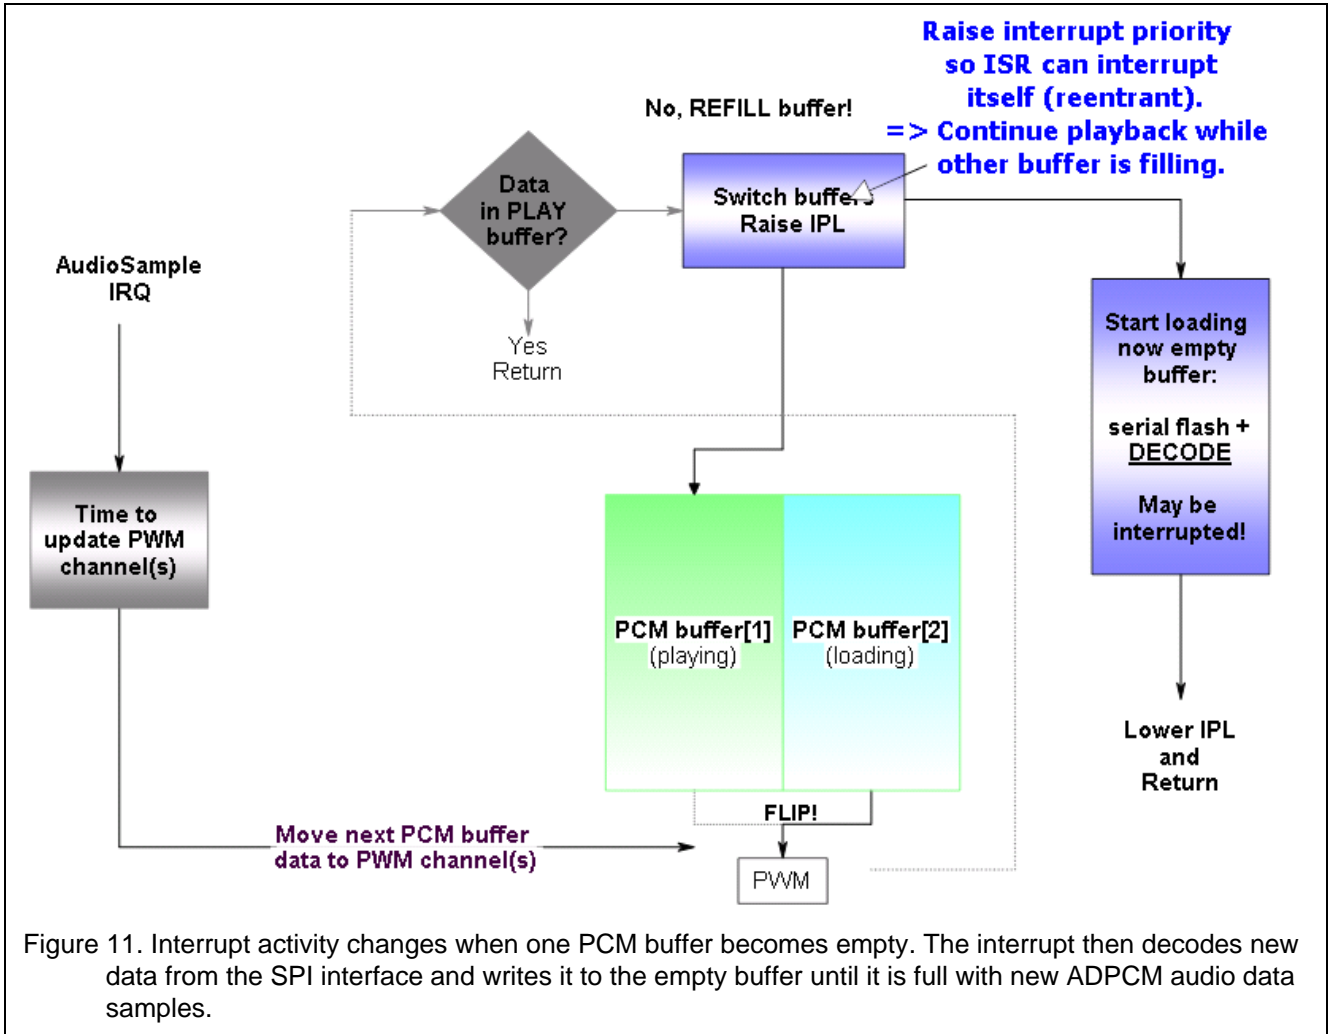 Raise interrupt priority
so ISR can interrupt
itself (reentrant).
=> Continue playback while
other buffer is filling.
No, REFILL buffer!
Data
in PLAY
buffer?
Switch buffers
Raise IPL
Yes
Return
AudioSample
IRQ
Time to
update PWM
channel(s)
Start loading
now empty
buffer:
serial flash +
DECODE
May be
interrupted!
PCM buffer[1]
(playing)
PCM buffer[2]
(loading)
Lower IPL
and
Return
FLIP!
Move next PCM buffer
data to PWM channel(s)
PWM
Figure 11. Interrupt activity changes when one PCM buffer becomes empty. The interrupt then decodes new
data from the SPI interface and writes it to the empty buffer until it is full with new ADPCM audio data
samples.